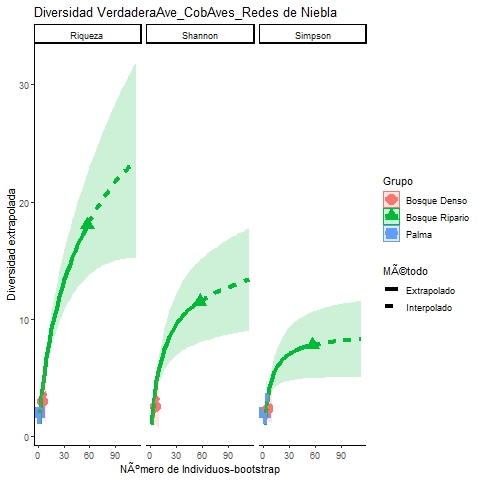 Diversidad VerdaderaAve_CobAves_Redes de Niebla
Riqueza
Shannon
Simpson
Diversidad extrapolada
30
20
10
0
0 30 60 90
0 30 60 90
0 30 60 90
NÃºmero de Individuos-bootstrap
Grupo
Bosque Denso
Bosque Ripario
Palma
MÃ©todo
Extrapolado
Interpolado